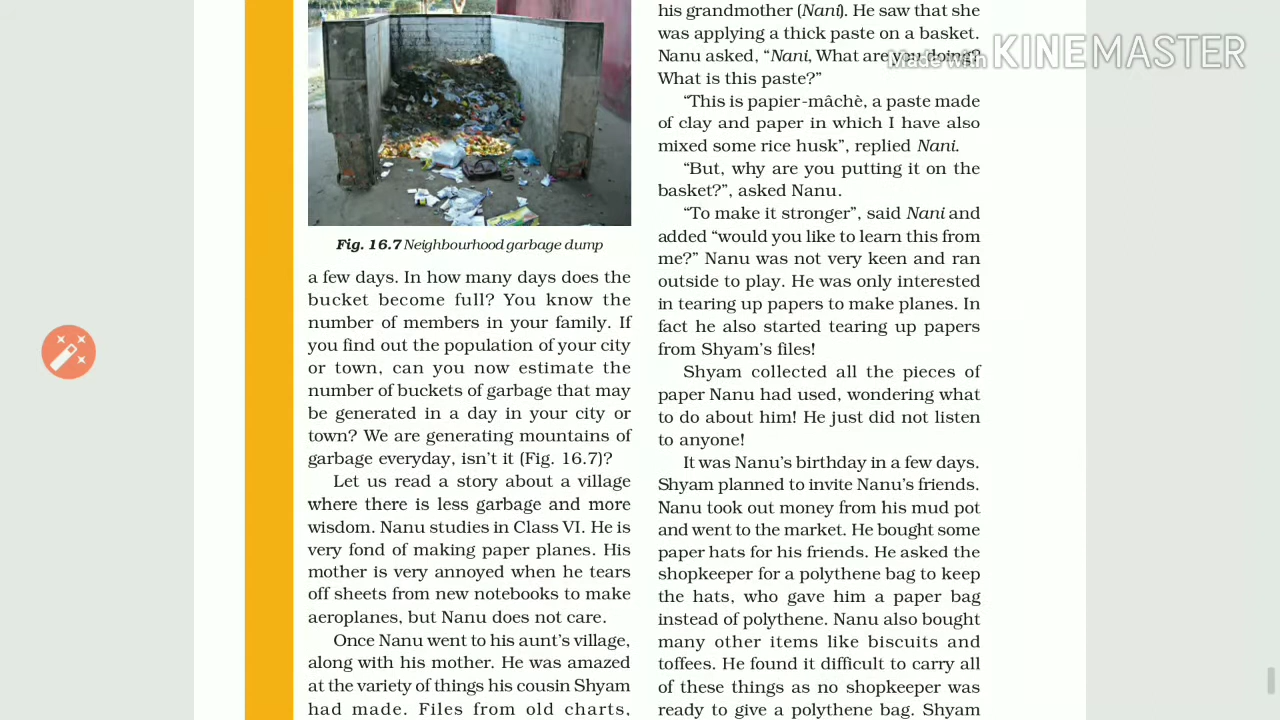 Fig. 16.7 Neighbourhood garbage dump
a few days. In how many days does the
bucket become full? You know the
number of members in your family. If
you find out the population of your city
or town, can you now estimate the
number of buckets of garbage that may
be generated in a day in your city or
town? We are generating mountains of
garbage everyday, isn't it (Fig. 16.7)?
Let us read a story about a village
where there is less garbage and more
wisdom. Nanu studies in Class VI. He is
very fond of making paper planes. His
mother is very annoyed when he tears
off sheets from new notebooks to make
aeroplanes, but Nanu does not care.
Once Nanu went to his aunt's village,
along with his mother. He was amazed
at the variety of things his cousin Shyam
had made. Files from old charts,
his grandmother (Nani). He saw that she
was applying a thick paste on a basket.
Nanu asked, “Nani, What are you doing?
What is this paste?”
“This is papier-mâchè, a paste made
of clay and paper in which I have also
mixed some rice husk”, replied Nani.
“But, why are you putting it on the
basket?”, asked Nanu.
“To make it stronger”, said Nani and
added “would you like to learn this from
me?” Nanu was not very keen and ran
outside to play. He was only interested
in tearing up papers to make planes. In
fact he also started tearing up papers
from Shyam's files!
Shyam collected all the pieces of
paper Nanu had used, wondering what
to do about him! He just did not listen
to anyone!
It was Nanu's birthday in a few days.
Shyam planned to invite Nanu's friends.
Nanu took out money from his mud pot
and went to the market. He bought some
paper hats for his friends. He asked the
shopkeeper for a polythene bag to keep
the hats, who gave him a paper bag
instead of polythene. Nanu also bought
many other items like biscuits and
toffees. He found it difficult to carry all
of these things as no shopkeeper was
ready to give a polythene bag. Shyam
Made with KINEMASTER